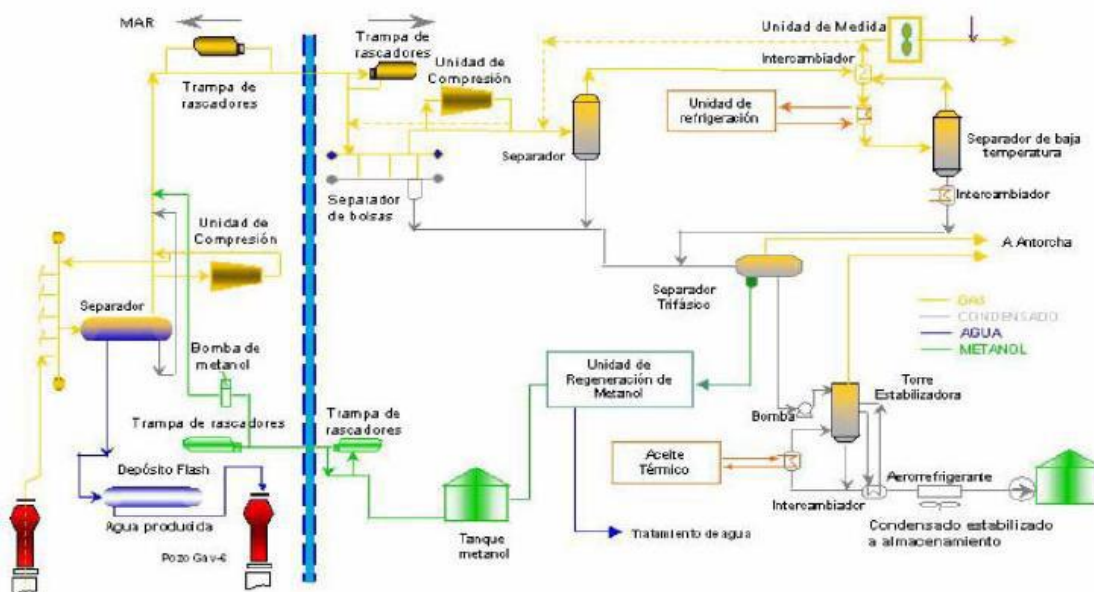 MAR
Trampa de
rascadores
Trampa de
rascadores
Unidad de
Compresión
Unidad de Medida
Intercambiador
Unidad de
refrigeración
Separador
Separador de baja
temperatura
Separador
de bolsas
Intercambiador
Unidad de
Compresión
A Antorcha
Separador
Separador
Trifásico
GAS
CONDENSADO
AGUA
METANOL
Bomba de
metanol
Unidad de
Regeneración de
Metanol
Torre
Estabilizadora
Bomba
Trampa de rascadores
Trampa de
rascadores
Aceite
Térmico
Depósito Flash
Aerorrefrigerante
Intercambiador
Agua producida
Condensado estabilizado
a almacenamiento
Tanque
metanol
Tratamiento de agua
Pozo Gav-6